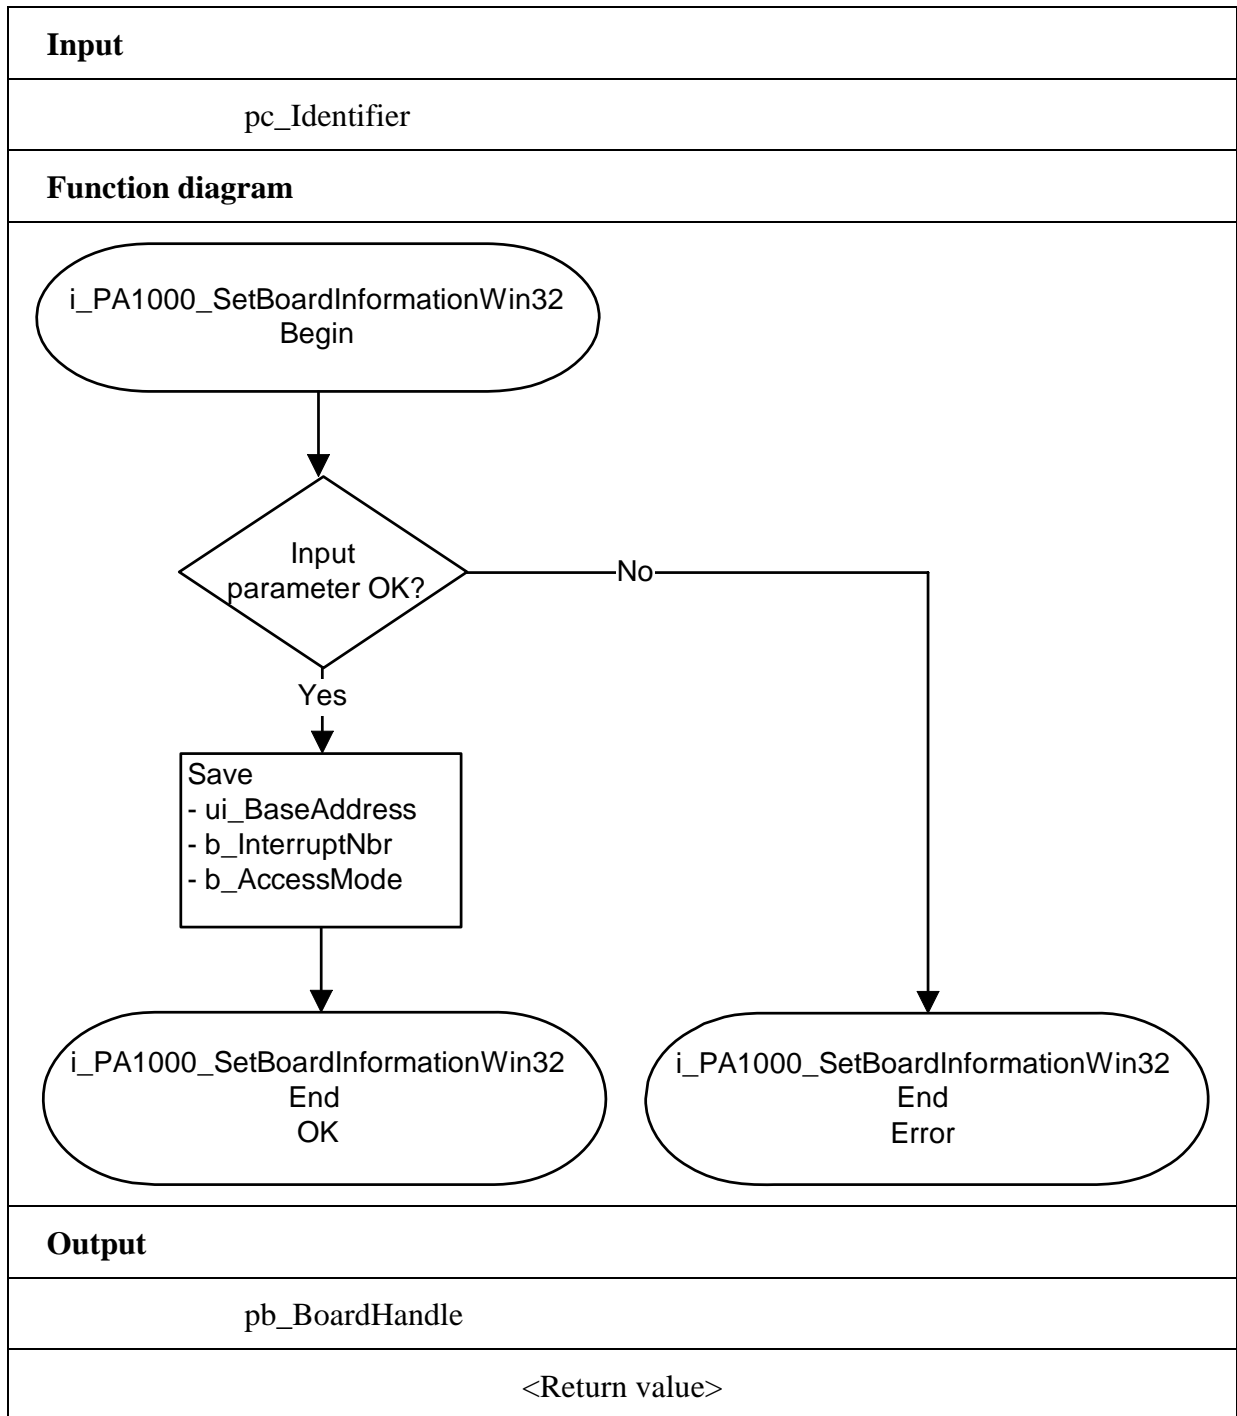 Input
pc_Identifier
Function diagram
i_PA1000_SetBoardInformationWin32
Begin
Input
parameter OK?
No
Yes
Save
- ui_BaseAddress
- b_InterruptNbr
- b_AccessMode
i_PA1000_SetBoardInformationWin32
End
OK
i_PA1000_SetBoardInformationWin32
End
Error
Output
pb_BoardHandle
<Return value>